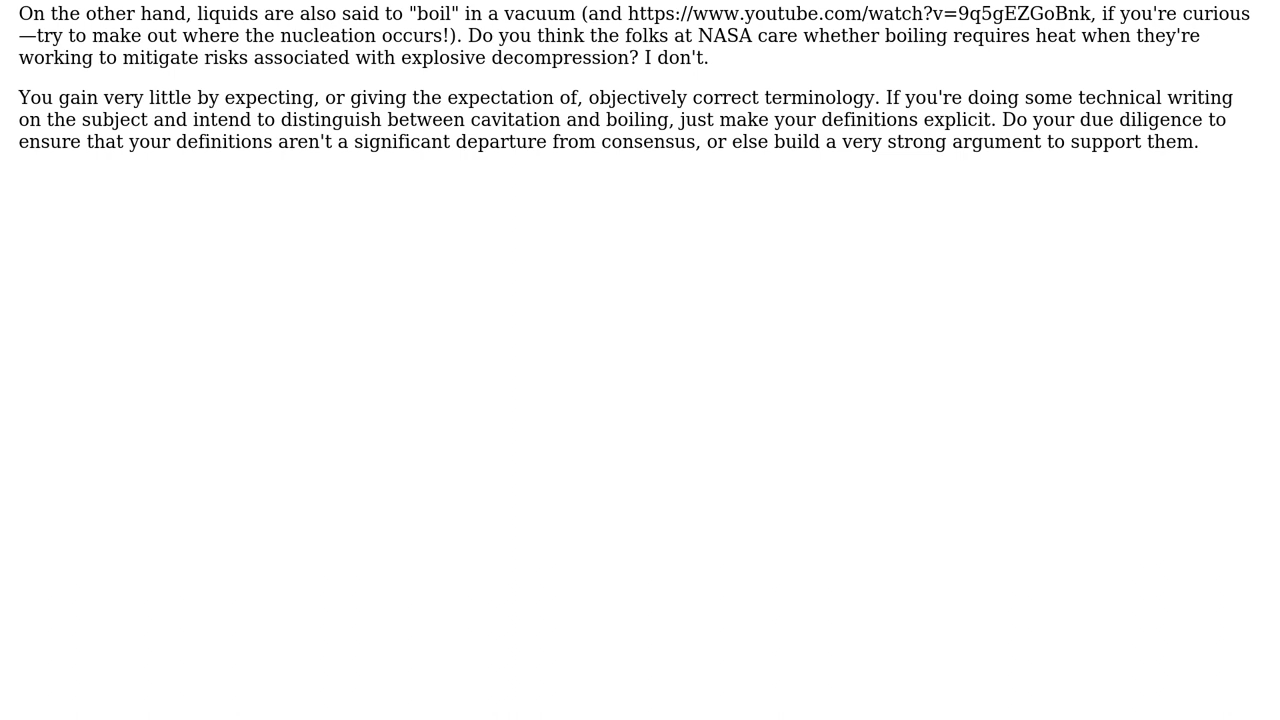 On the other hand, liquids are also said to "boil" in a vacuum (and https://www.youtube.com/watch?v=9q5gEZGoBnk, if you're curious
—try to make out where the nucleation occurs!). Do you think the folks at NASA care whether boiling requires heat when they're
working to mitigate risks associated with explosive decompression? I don't.
You gain very little by expecting, or giving the expectation of, objectively correct terminology. If you're doing some technical writing
on the subject and intend to distinguish between cavitation and boiling, just make your definitions explicit. Do your due diligence to
ensure that your definitions aren't a significant departure from consensus, or else build a very strong argument to support them.